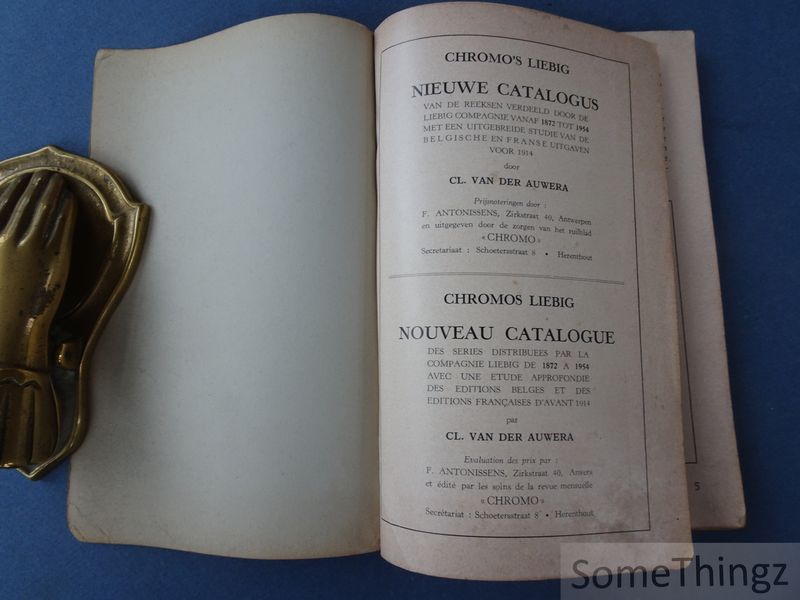 CHROMO'S LIEBIG
NIEUWE CATALOGUS
VAN DE REEKSEN VERDEELD DOOR DE
LIEBIG COMPAGNIE VANAF 1872 TOT 1954
MET EEN UITGEBREIDE STUDIE VAN DE
BELGISCHE EN FRANSE UITGAVEN
VOOR 1914
door
CL. VAN DER AUWERA
Prijsnoteringen door :
F. ANTONISSENS, Zirkstraat 40, Antwerpen
en uitgegeven door de zorgen van het ruilblad
« CHROMO »
Secretariaat : Schoetersstraat 8 • Herenthout
CHROMOS LIEBIG
NOUVEAU CATALOGUE
DES SERIES DISTRIBUEES PAR LA
COMPAGNIE LIEBIG DE 1872 A 1954
AVEC UNE ETUDE APPROFONDIE
DES EDITIONS BELGES ET DES
EDITIONS FRANÇAISES D'AVANT 1914
par
CL. VAN DER AUWERA
Evaluation des prix par :
F. ANTONISSENS, Zirkstraat 40, Anvers
et édité par les soins de la revue mensuelle
« CHROMO »
Secrétariat : Schoetersstraat 8 • Herenthout
5
SomeThingz